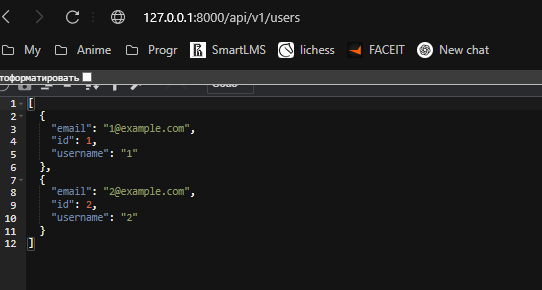 127.0.0.1:8000/api/v1/users
My Anime Progr SmartLMS lichess FACEIT New chat
тоформатировать
1 [
2 {
3 "email": "1@example.com",
4 "id": 1,
5 "username": "1"
6 },
7 {
8 "email": "2@example.com",
9 "id": 2,
10 "username": "2"
11 }
12 ]